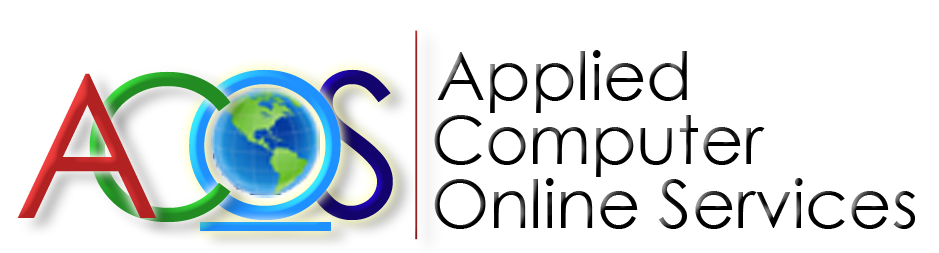 ACOS
Applied
Computer
Online Services